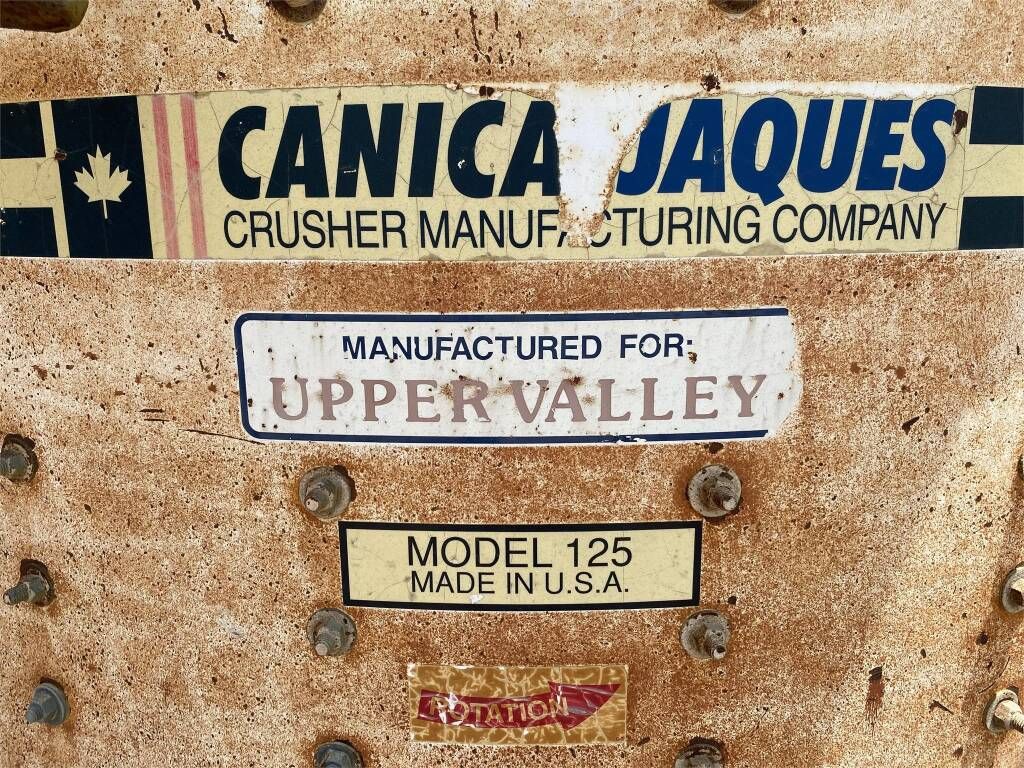 CANICA JAQUES
CRUSHER MANUFACTURING COMPANY
MANUFACTURED FOR:
UPPER VALLEY
MODEL 125
MADE IN U.S.A.
ROTATION